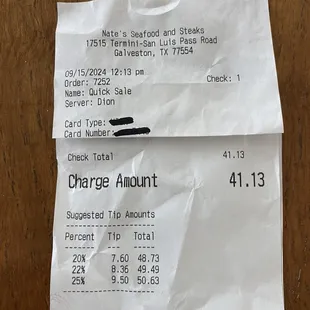 Nate's Seafood and Steaks
17515 Termini-San Luis Pass Road
Galveston, TX 77554
09/15/2024 12:13 pm
Order: 7252
Check: 1
Name: Quick Sale
Server: Dion
Card Type:
Card Number:
Check Total 41.13
Charge Amount 41.13
Suggested Tip Amounts
Percent Tip Total
20% 7.60 48.73
22% 8.36 49.49
25% 9.50 50.63